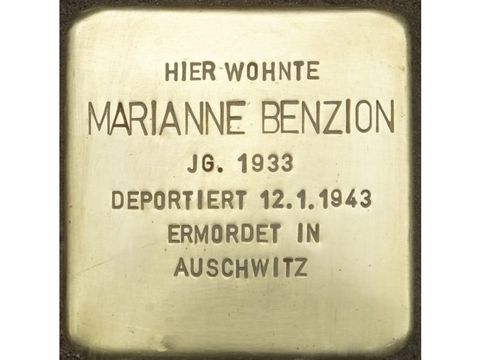 HIER WOHNTE
MARIANNE BENZION
JG. 1933
DEPORTIERT 12.1.1943
ERMORDET IN
AUSCHWITZ